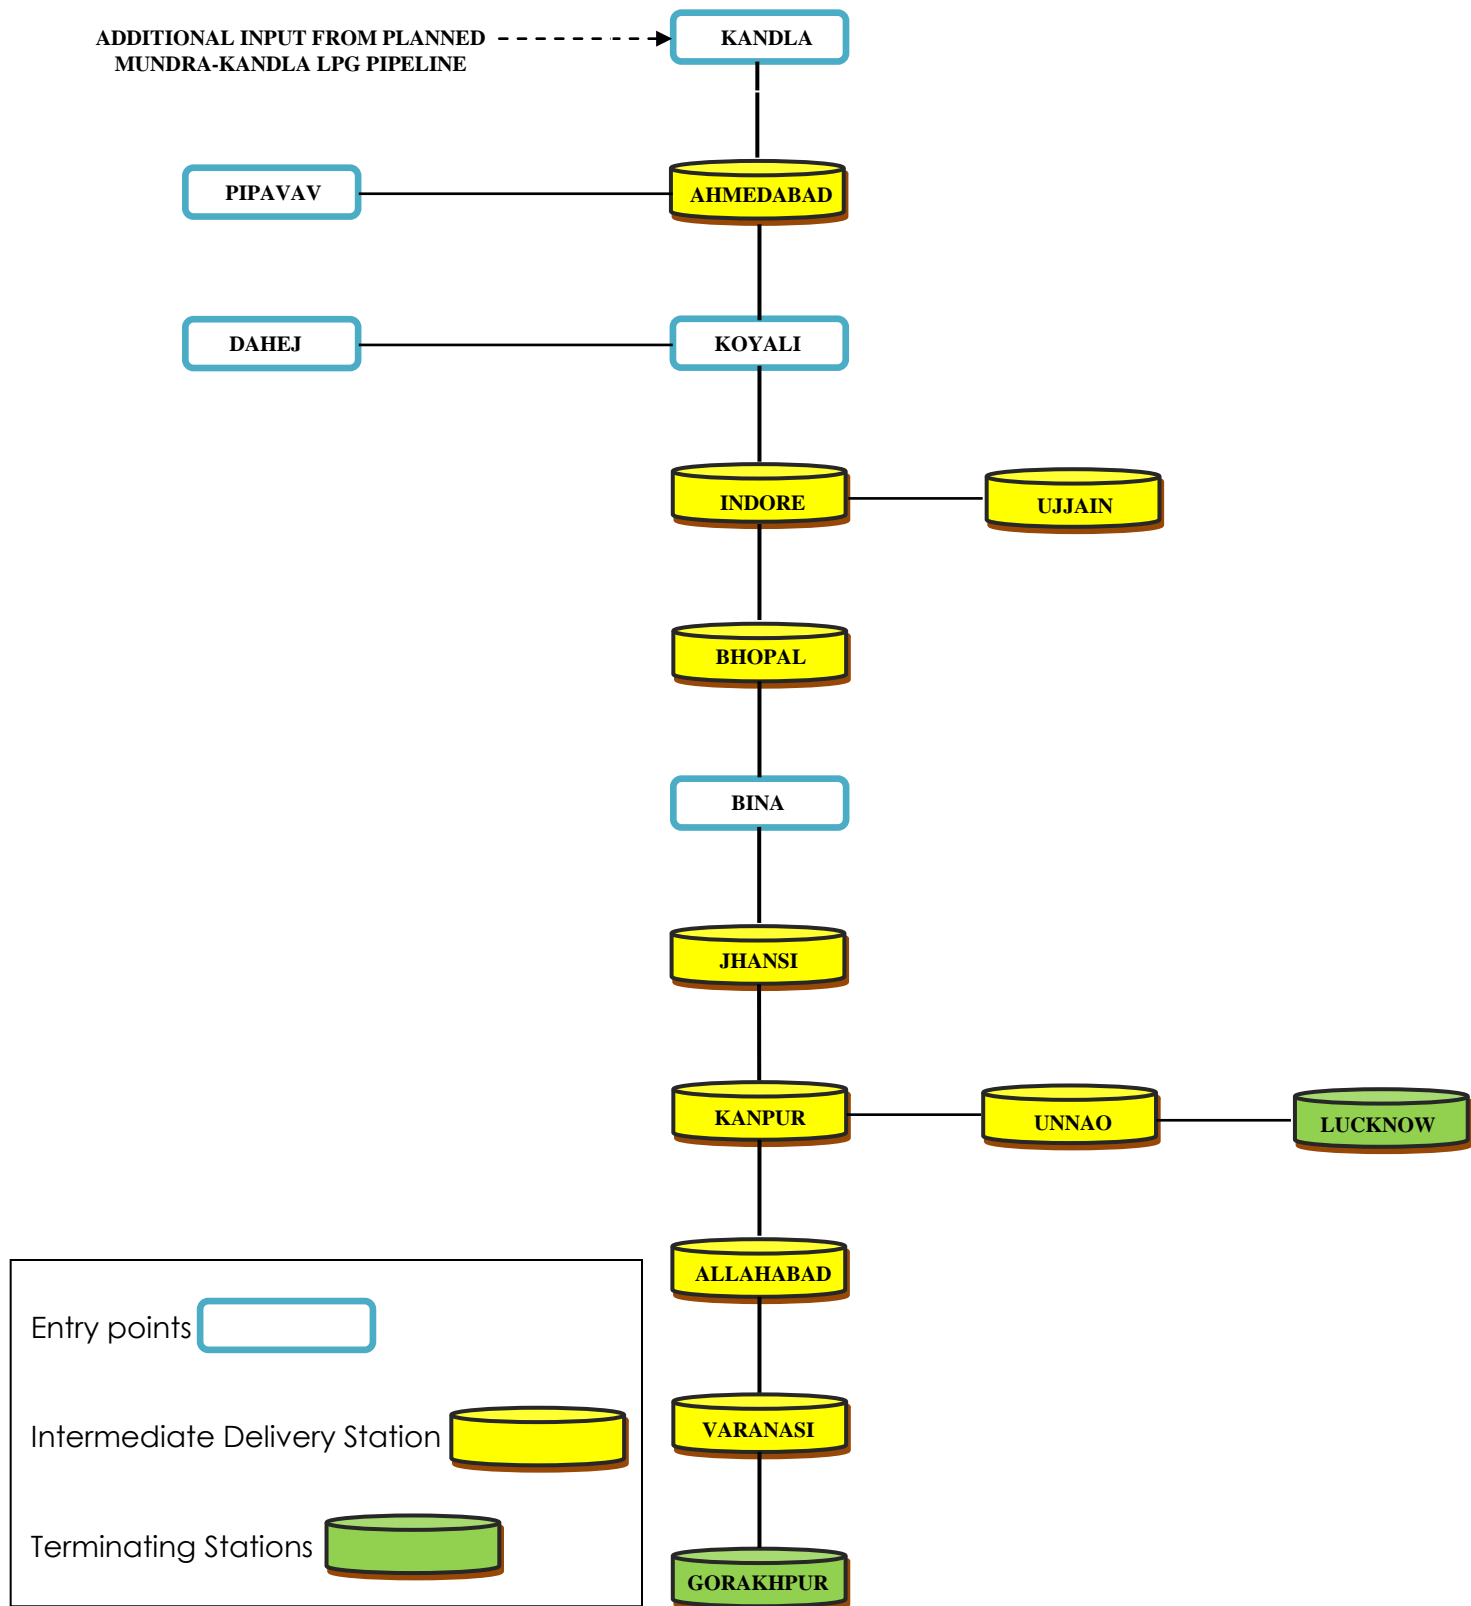 KANDLA
ADDITIONAL INPUT FROM PLANNED
MUNDRA-KANDLA LPG PIPELINE
PIPAVAV
AHMEDABAD
DAHEJ
KOYALI
INDORE
UJJAIN
BHOPAL
BINA
JHANSI
KANPUR
UNNAO
LUCKNOW
ALLAHABAD
VARANASI
GORAKHPUR
Entry points
Intermediate Delivery Station
Terminating Stations